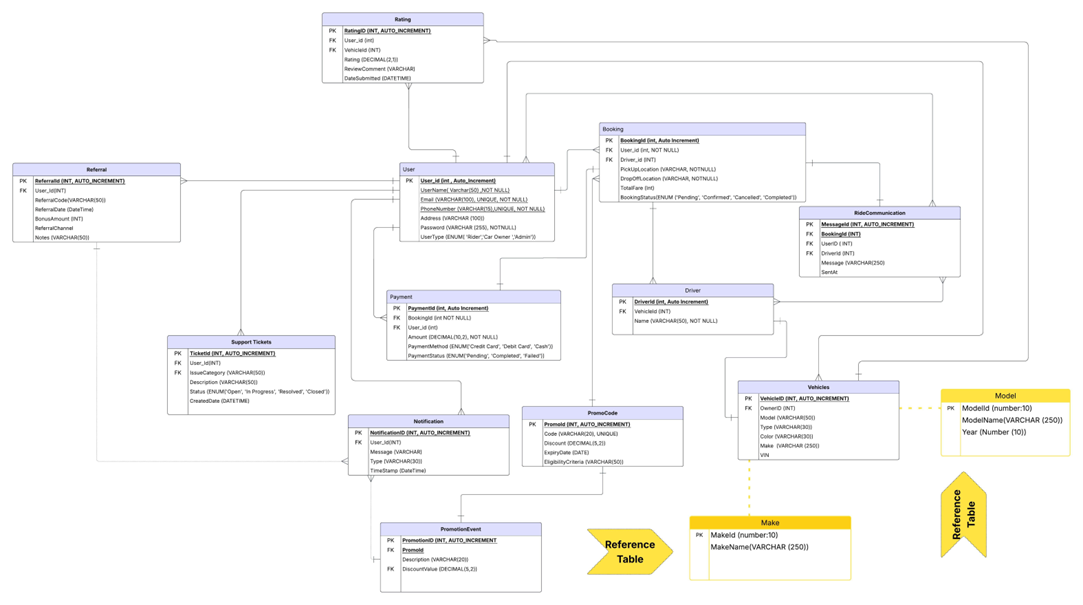 Rating
PK RatingID (INT, AUTO_INCREMENT)
FK User_id (int)
FK VehicleId (INT)
Rating (DECIMAL(2,1))
ReviewComment (VARCHAR)
DateSubmitted (DATETIME)
Referral
PK ReferralId (INT, AUTO_INCREMENT)
FK User_Id(INT)
ReferralCode(VARCHAR(50))
ReferralDate (DateTime)
BonusAmount (INT)
ReferralChannel
Notes (VARCHAR(50))
User
PK User_id (int , Auto_Increment)
UserName( Varchar(50) ,NOT NULL)
Email (VARCHAR(100), UNIQUE, NOT NULL)
PhoneNumber (VARCHAR(15),UNIQUE, NOT NULL)
Address (VARCHAR (100))
Password (VARCHAR (255), NOTNULL)
UserType (ENUM( 'Rider','Car Owner ','Admin'))
Booking
PK BookingId (int, Auto Increment)
FK User_id (int, NOT NULL)
FK Driver_id (INT)
PickUpLocation (VARCHAR, NOTNULL)
DropOffLocation (VARCHAR, NOTNULL)
TotalFare (int)
BookingStatus(ENUM ('Pending', 'Confirmed', 'Cancelled', 'Completed'))
RideCommunication
PK MessageId (INT, AUTO_INCREMENT)
FK BookingId (INT)
FK UserID ( INT)
FK DriverId (INT)
Message (VARCHAR(250)
SentAt
Payment
PK PaymentId (int, Auto Increment)
FK BookingId (int NOT NULL)
FK User_id (int)
Amount (DECIMAL(10,2), NOT NULL)
PaymentMethod (ENUM('Credit Card', 'Debit Card', 'Cash'))
PaymentStatus (ENUM('Pending', 'Completed', 'Failed'))
Driver
PK DriverId (int, Auto Increment)
FK VehicleId (INT)
Name (VARCHAR(50), NOT NULL)
Support Tickets
PK TicketId (INT, AUTO_INCREMENT)
FK User_Id(INT)
FK IssueCategory (VARCHAR(50))
Description (VARCHAR(50))
Status (ENUM('Open', 'In Progress', 'Resolved', 'Closed'))
CreatedDate (DATETIME)
Notification
PK NotificationID (INT, AUTO_INCREMENT)
FK User_Id(INT)
Message (VARCHAR)
Type (VARCHAR(30))
TimeStamp (DateTime)
PromoCode
PK PromoId (INT, AUTO_INCREMENT)
Code (VARCHAR(20), UNIQUE)
Discount (DECIMAL(5,2))
ExpiryDate (DATE)
EligibilityCriteria (VARCHAR(50))
Vehicles
PK VehicleID (INT, AUTO_INCREMENT)
FK OwnerID (INT)
Model (VARCHAR(50))
Type (VARCHAR(30))
Color (VARCHAR(30))
Make (VARCHAR (250))
VIN
Model
PK ModelId (number:10)
ModelName(VARCHAR (250))
Year (Number (10))
PromotionEvent
PK PromotionID (INT, AUTO_INCREMENT
FK PromoId
Description (VARCHAR(20))
FK DiscountValue (DECIMAL(5,2))
Reference
Table
Make
PK MakeId (number:10)
MakeName(VARCHAR (250))
Reference
Table